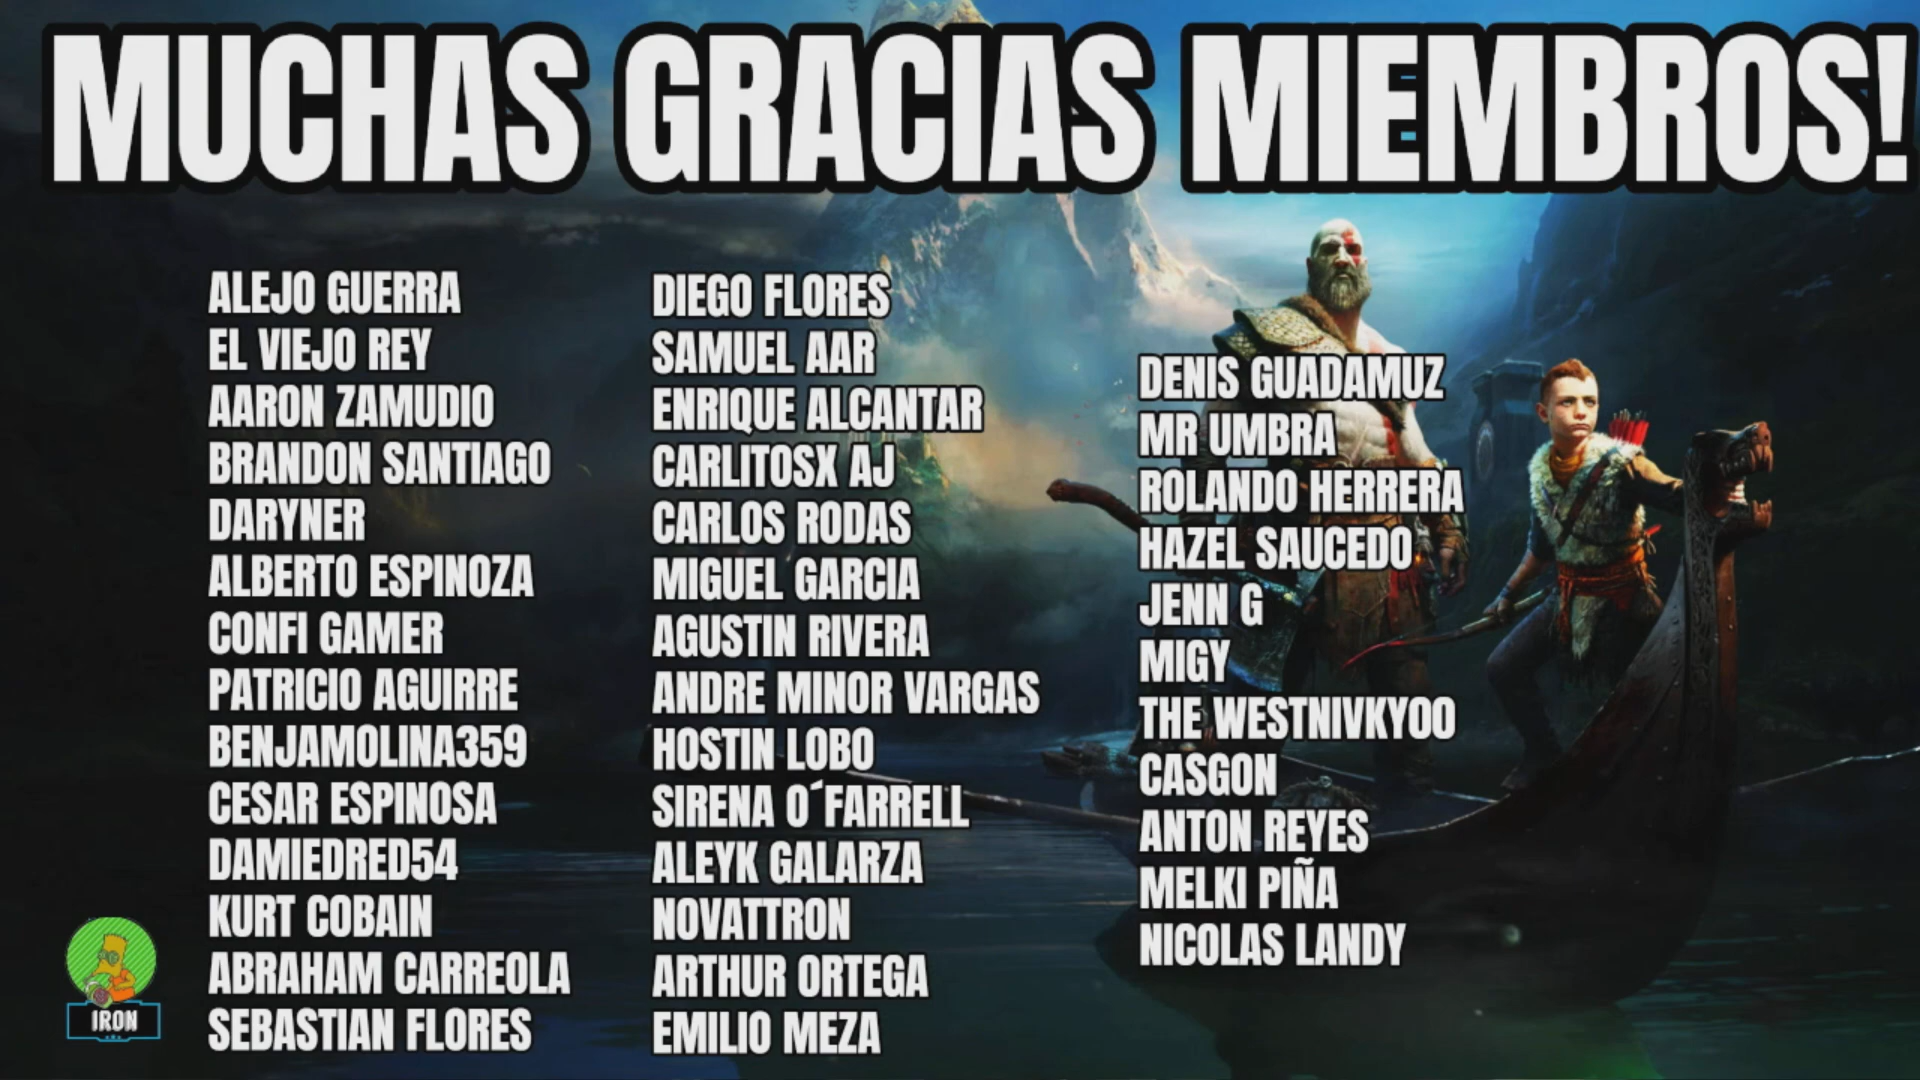 MUCHAS GRACIAS MIEMBROS!
ALEJO GUERRA
EL VIEJO REY
AARON ZAMUDIO
BRANDON SANTIAGO
DARYNER
ALBERTO ESPINOZA
CONFI GAMER
PATRICIO AGUIRRE
BENJAMOLINA359
CESAR ESPINOSA
DAMIEDRED54
KURT COBAIN
ABRAHAM CARREOLA
SEBASTIAN FLORES
DIEGO FLORES
SAMUEL AAR
ENRIQUE ALCANTAR
CARLITOSX AJ
CARLOS RODAS
MIGUEL GARCIA
AGUSTIN RIVERA
ANDRE MINOR VARGAS
HOSTIN LOBO
SIRENA O´FARRELL
ALEYK GALARZA
NOVATTRON
ARTHUR ORTEGA
EMILIO MEZA
DENIS GUADAMUZ
MR UMBRA
ROLANDO HERRERA
HAZEL SAUCEDO
JENN G
MIGY
THE WESTNIVKYOO
CASGON
ANTON REYES
MELKI PIÑA
NICOLAS LANDY
IRON